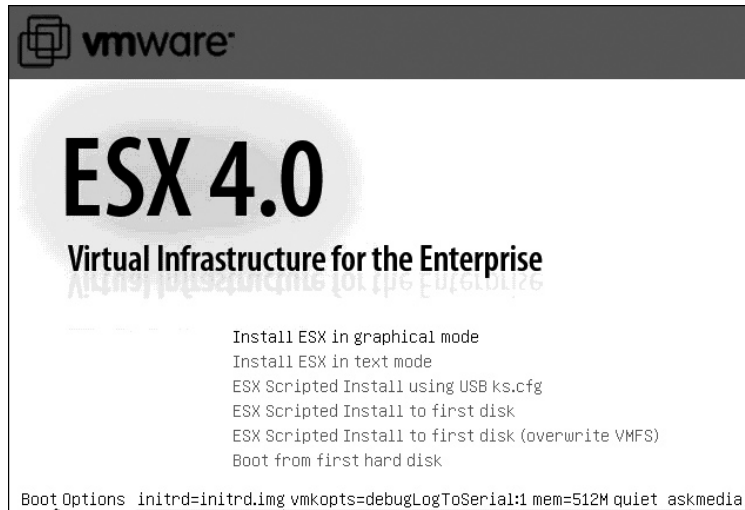 vmware
ESX 4.0
Virtual Infrastructure for the Enterprise
Install ESX in graphical mode
Install ESX in text mode
ESX Scripted Install using USB ks.cfg
ESX Scripted Install to first disk
ESX Scripted Install to first disk (overwrite VMFS)
Boot from first hard disk
Boot Options initrd=initrd.img vmkopts=debugLogToSerial:1 mem=512M quiet askmedia